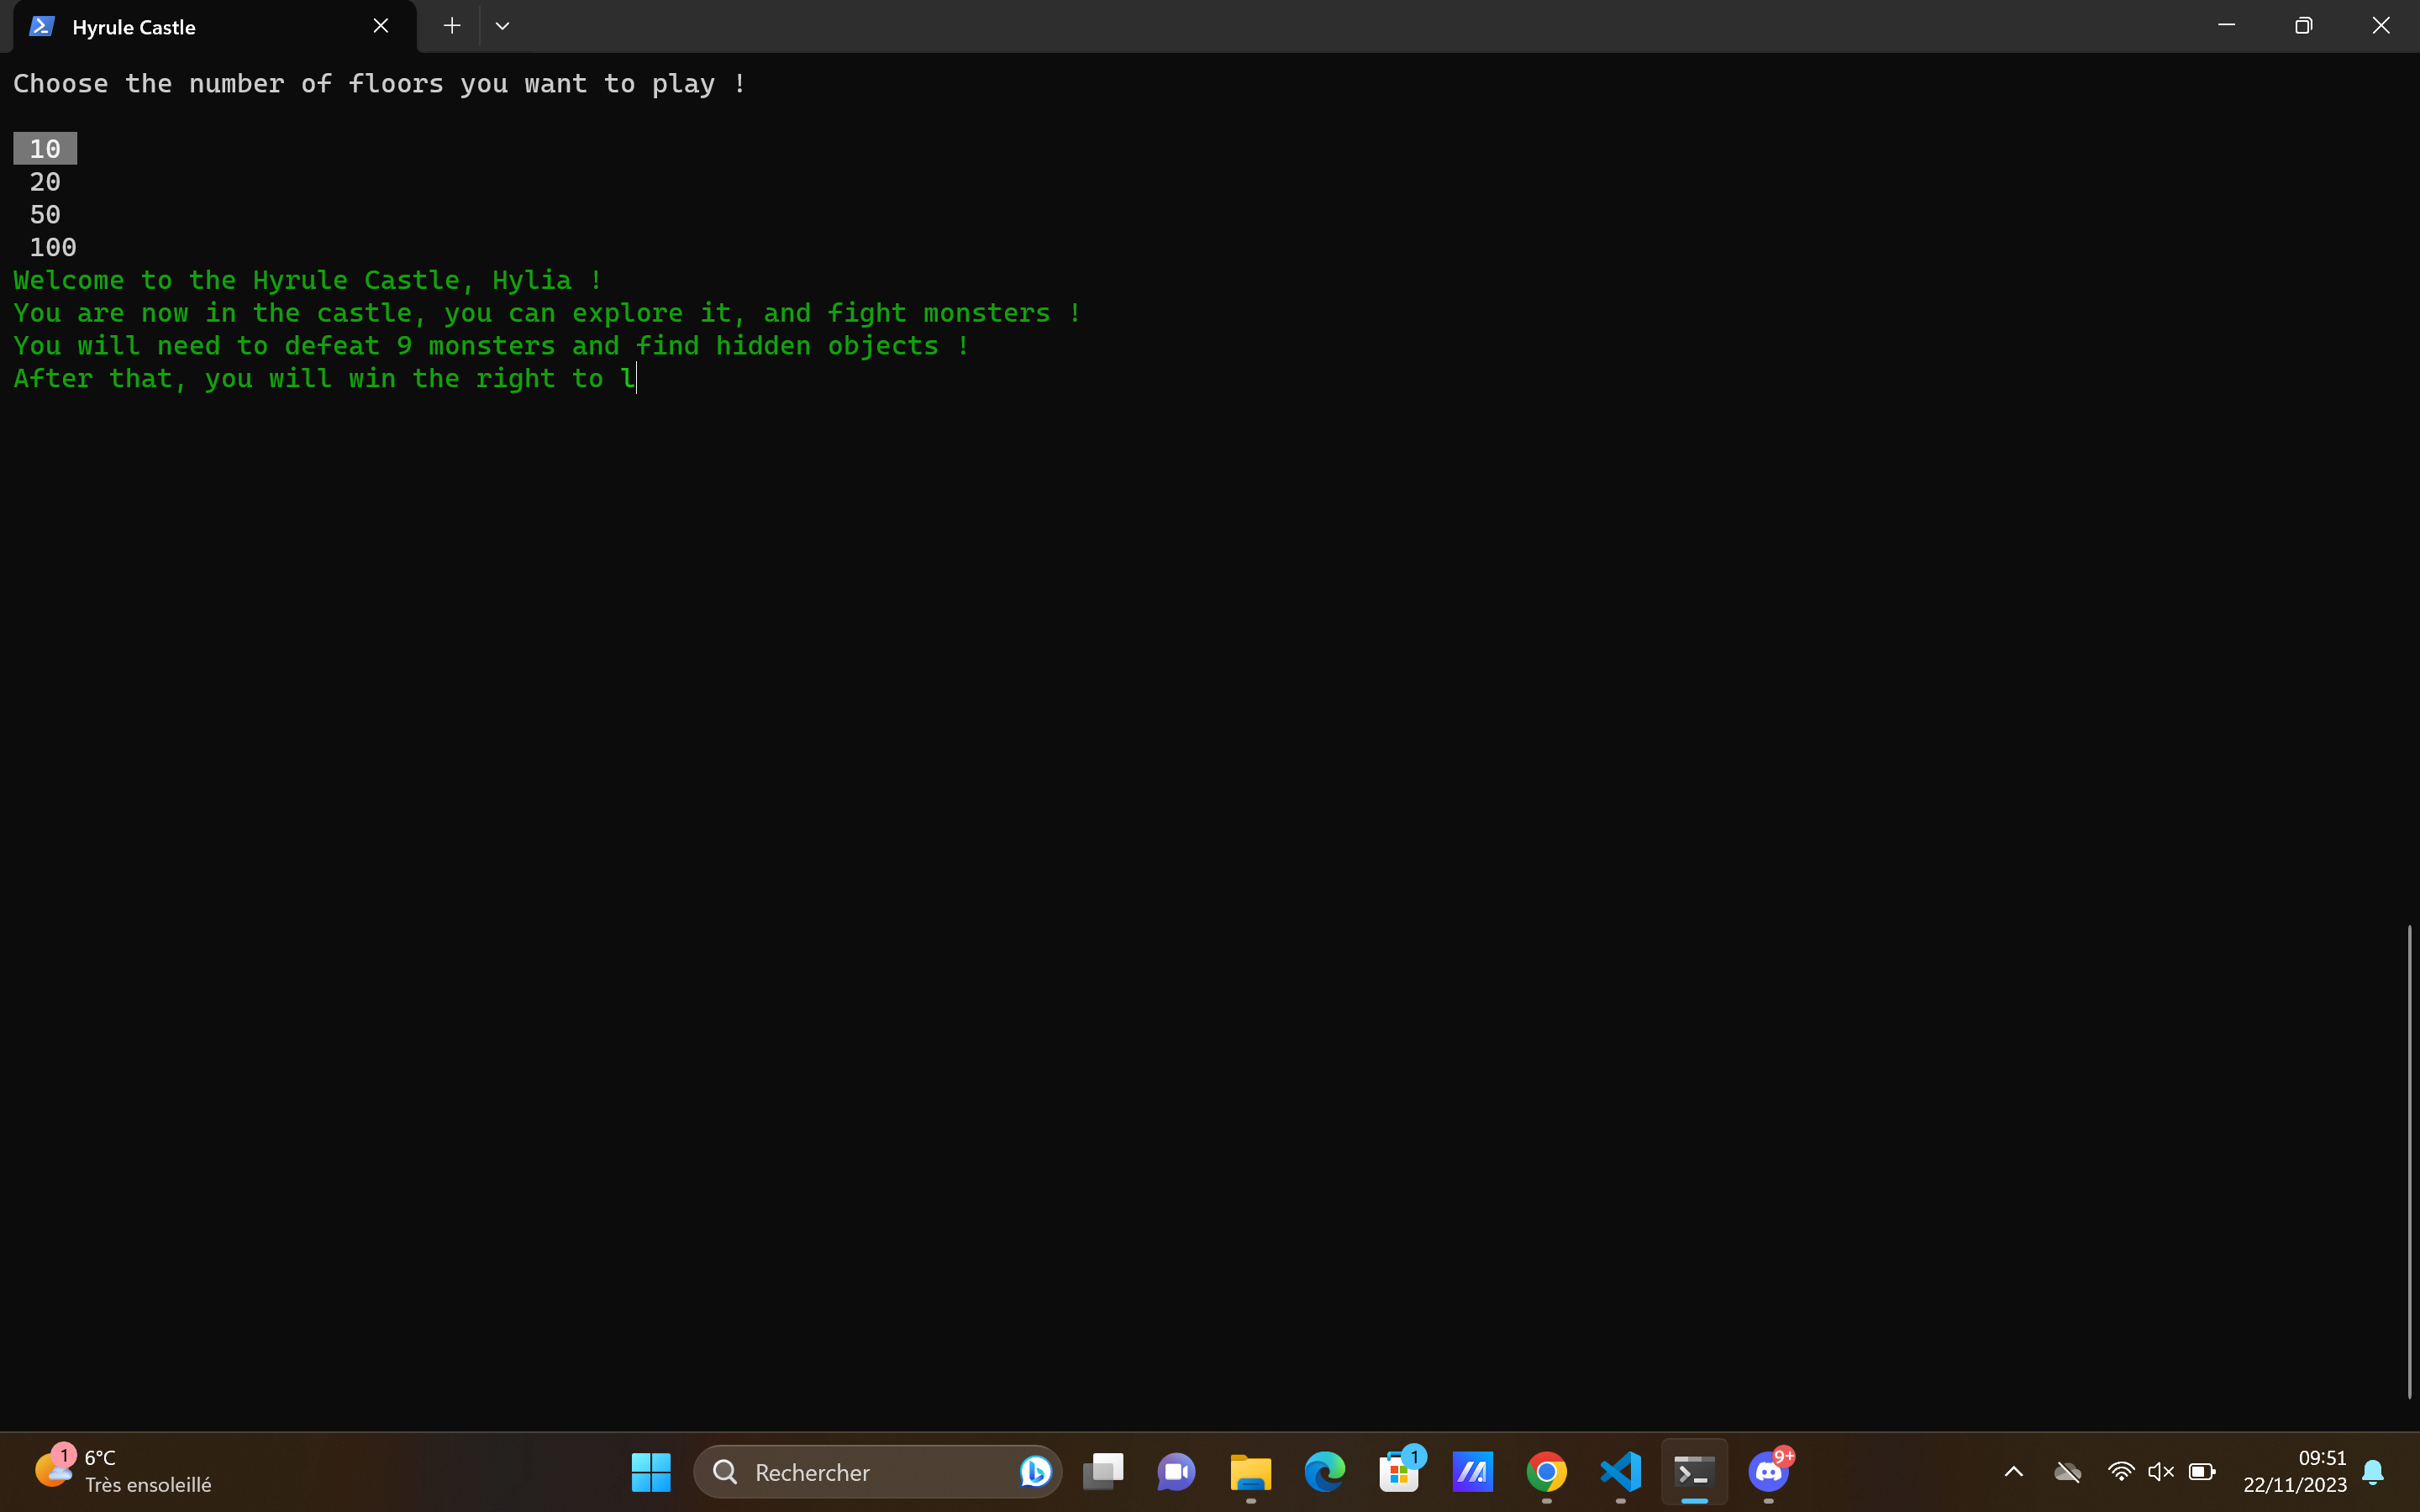 Hyrule Castle
Choose the number of floors you want to play !
10
20
50
100
Welcome to the Hyrule Castle, Hylia !
You are now in the castle, you can explore it, and fight monsters !
You will need to defeat 9 monsters and find hidden objects !
After that, you will win the right to l
1
6°C
Très ensoleillé
Rechercher
1
9+
09:51
22/11/2023